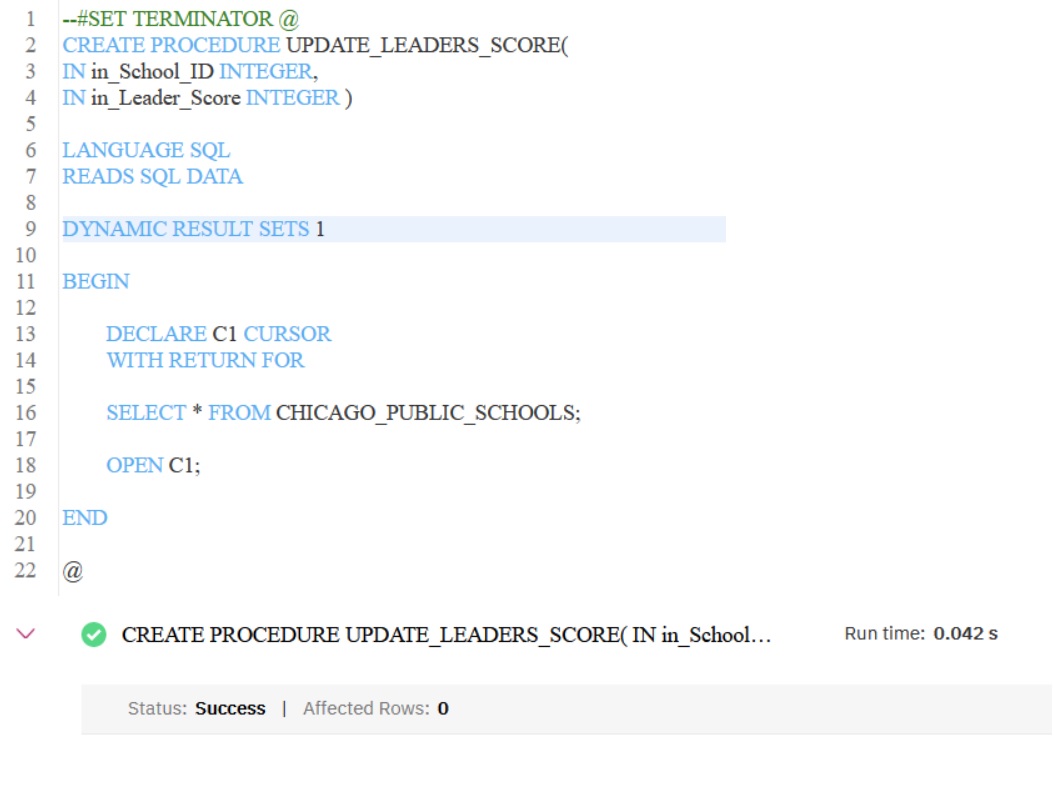 1 --#SET TERMINATOR @
2 CREATE PROCEDURE UPDATE_LEADERS_SCORE(
3 IN in_School_ID INTEGER,
4 IN in_Leader_Score INTEGER )
5
6 LANGUAGE SQL
7 READS SQL DATA
8
9 DYNAMIC RESULT SETS 1
10
11 BEGIN
12
13 DECLARE C1 CURSOR
14 WITH RETURN FOR
15
16 SELECT * FROM CHICAGO_PUBLIC_SCHOOLS;
17
18 OPEN C1;
19
20 END
21
22 @
CREATE PROCEDURE UPDATE_LEADERS_SCORE( IN in_School... Run time: 0.042 s
Status: Success | Affected Rows: 0